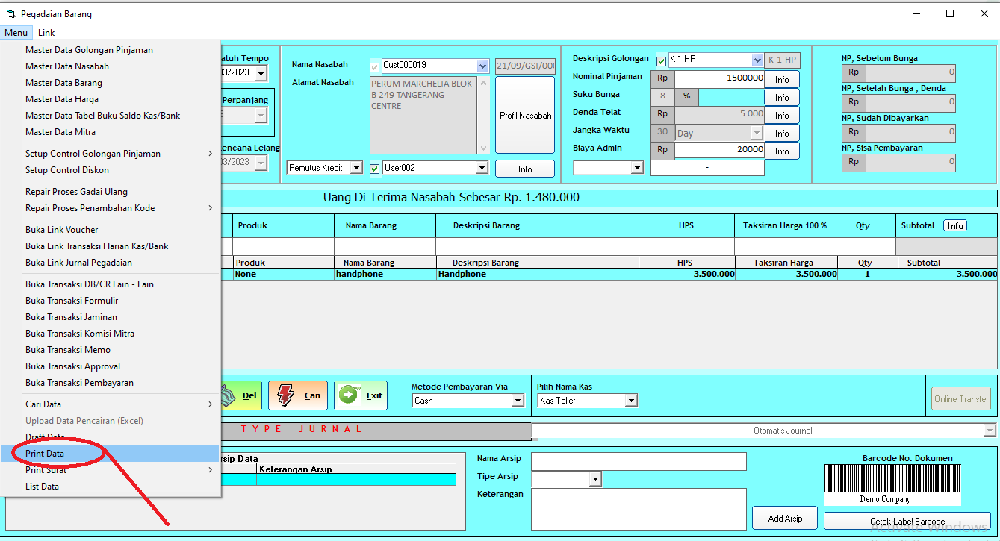 Pegadaian Barang
Menu Link
Master Data Golongan Pinjaman
Master Data Nasabah
Master Data Barang
Master Data Harga
Master Data Tabel Buku Saldo Kas/Bank
Master Data Mitra
Setup Control Golongan Pinjaman
Setup Control Diskon
Repair Proses Gadai Ulang
Repair Proses Penambahan Kode
Buka Link Voucher
Buka Link Transaksi Harian Kas/Bank
Buka Link Jurnal Pegadaian
Buka Transaksi DB/CR Lain - Lain
Buka Transaksi Formulir
Buka Transaksi Jaminan
Buka Transaksi Komisi Mitra
Buka Transaksi Memo
Buka Transaksi Approval
Buka Transaksi Pembayaran
Cari Data
Upload Data Pencairan (Excel)
Draft Data
Print Data
Print Surat
List Data
atuh Tempo
03/2023
Perpanjang
encana Lelang
03/2023
Nama Nasabah Cust000019 21/09/GSI/000
Alamat Nasabah
PERUM MARCHELIA BLOK
B 249 TANGERANG
CENTRE
Profil Nasabah
Pemutus Kredit User002 Info
Deskripsi Golongan K 1 HP K-1-HP
Nominal Pinjaman Rp 1500000 Info
Suku Bunga 8 % Info
Denda Telat Rp 5.000 Info
Jangka Waktu 30 Day Info
Biaya Admin Rp 20000 Info
-
NP, Sebelum Bunga
Rp 0
NP, Setelah Bunga , Denda
Rp 0
NP, Sudah Dibayarkan
Rp 0
NP, Sisa Pembayaran
Rp 0
Uang Di Terima Nasabah Sebesar Rp. 1.480.000
Produk Nama Barang Deskripsi Barang HPS Taksiran Harga 100 % Qty Subtotal Info
Produk Nama Barang Deskripsi Barang HPS Taksiran Harga Qty Subtotal
None handphone Handphone 3.500.000 3.500.000 1 3.500.000
Del Can Exit
Metode Pembayaran Via
Cash
Pilih Nama Kas
Kas Teller
Online Transfer
T Y P E J U R N A L
Otomatis Journal
rsip Data
Keterangan Arsip
Nama Arsip
Tipe Arsip
Keterangan
Add Arsip
Barcode No. Dokumen
Demo Company
Cetak Label Barcode
Activate Windows